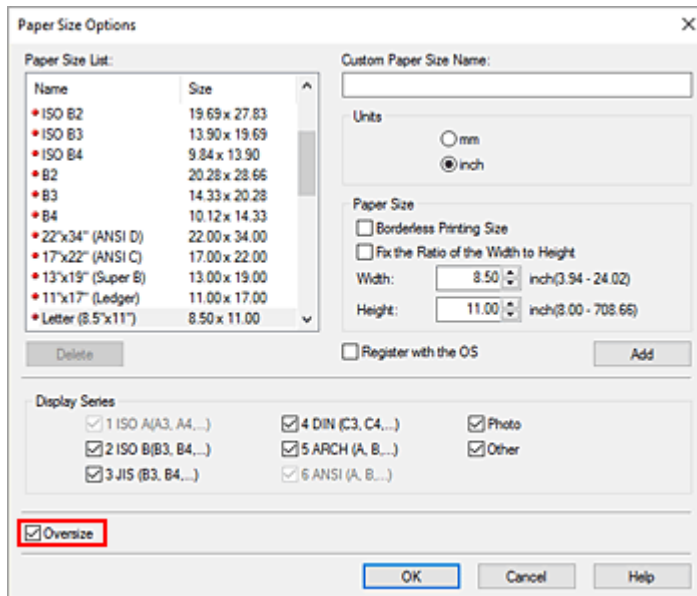 Paper Size Options
Paper Size List:
Name Size
ISO B2 19.69 x 27.83
ISO B3 13.90 x 19.69
ISO B4 9.84 x 13.90
B2 20.28 x 28.66
B3 14.33 x 20.28
B4 10.12 x 14.33
22"x34" (ANSI D) 22.00 x 34.00
17"x22" (ANSI C) 17.00 x 22.00
13"x19" (Super B) 13.00 x 19.00
11"x17" (Ledger) 11.00 x 17.00
Letter (8.5"x11") 8.50 x 11.00
Delete
Custom Paper Size Name:
Units
mm
inch
Paper Size
Borderless Printing Size
Fix the Ratio of the Width to Height
Width: 8.50 inch(3.94 - 24.02)
Height: 11.00 inch(8.00 - 708.66)
Register with the OS Add
Display Series
1 ISO A(A3, A4,...) 4 DIN (C3, C4,...) Photo
2 ISO B(B3, B4,...) 5 ARCH (A, B,...) Other
3 JIS (B3, B4,...) 6 ANSI (A, B,...)
Oversize
OK Cancel Help